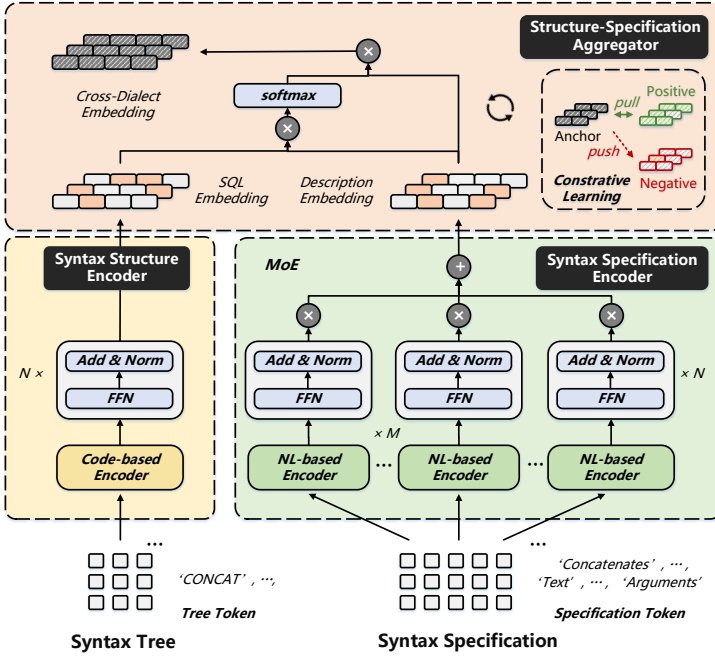 Structure-Specification
Aggregator
Cross-Dialect
Embedding
softmax
SQL
Embedding
Description
Embedding
Anchor
pull
Positive
push
Negative
Constrative
Learning
Syntax Structure
Encoder
MoE
Syntax Specification
Encoder
N ×
Add & Norm
FFN
Code-based
Encoder
Add & Norm
FFN
× M
NL-based
Encoder
...
Add & Norm
FFN
NL-based
Encoder
...
Add & Norm
FFN
× N
NL-based
Encoder
...
'CONCAT' , ...,
Tree Token
Syntax Tree
...
'Concatenates' , ...,
'Text' , ..., 'Arguments'
Specification Token
Syntax Specification